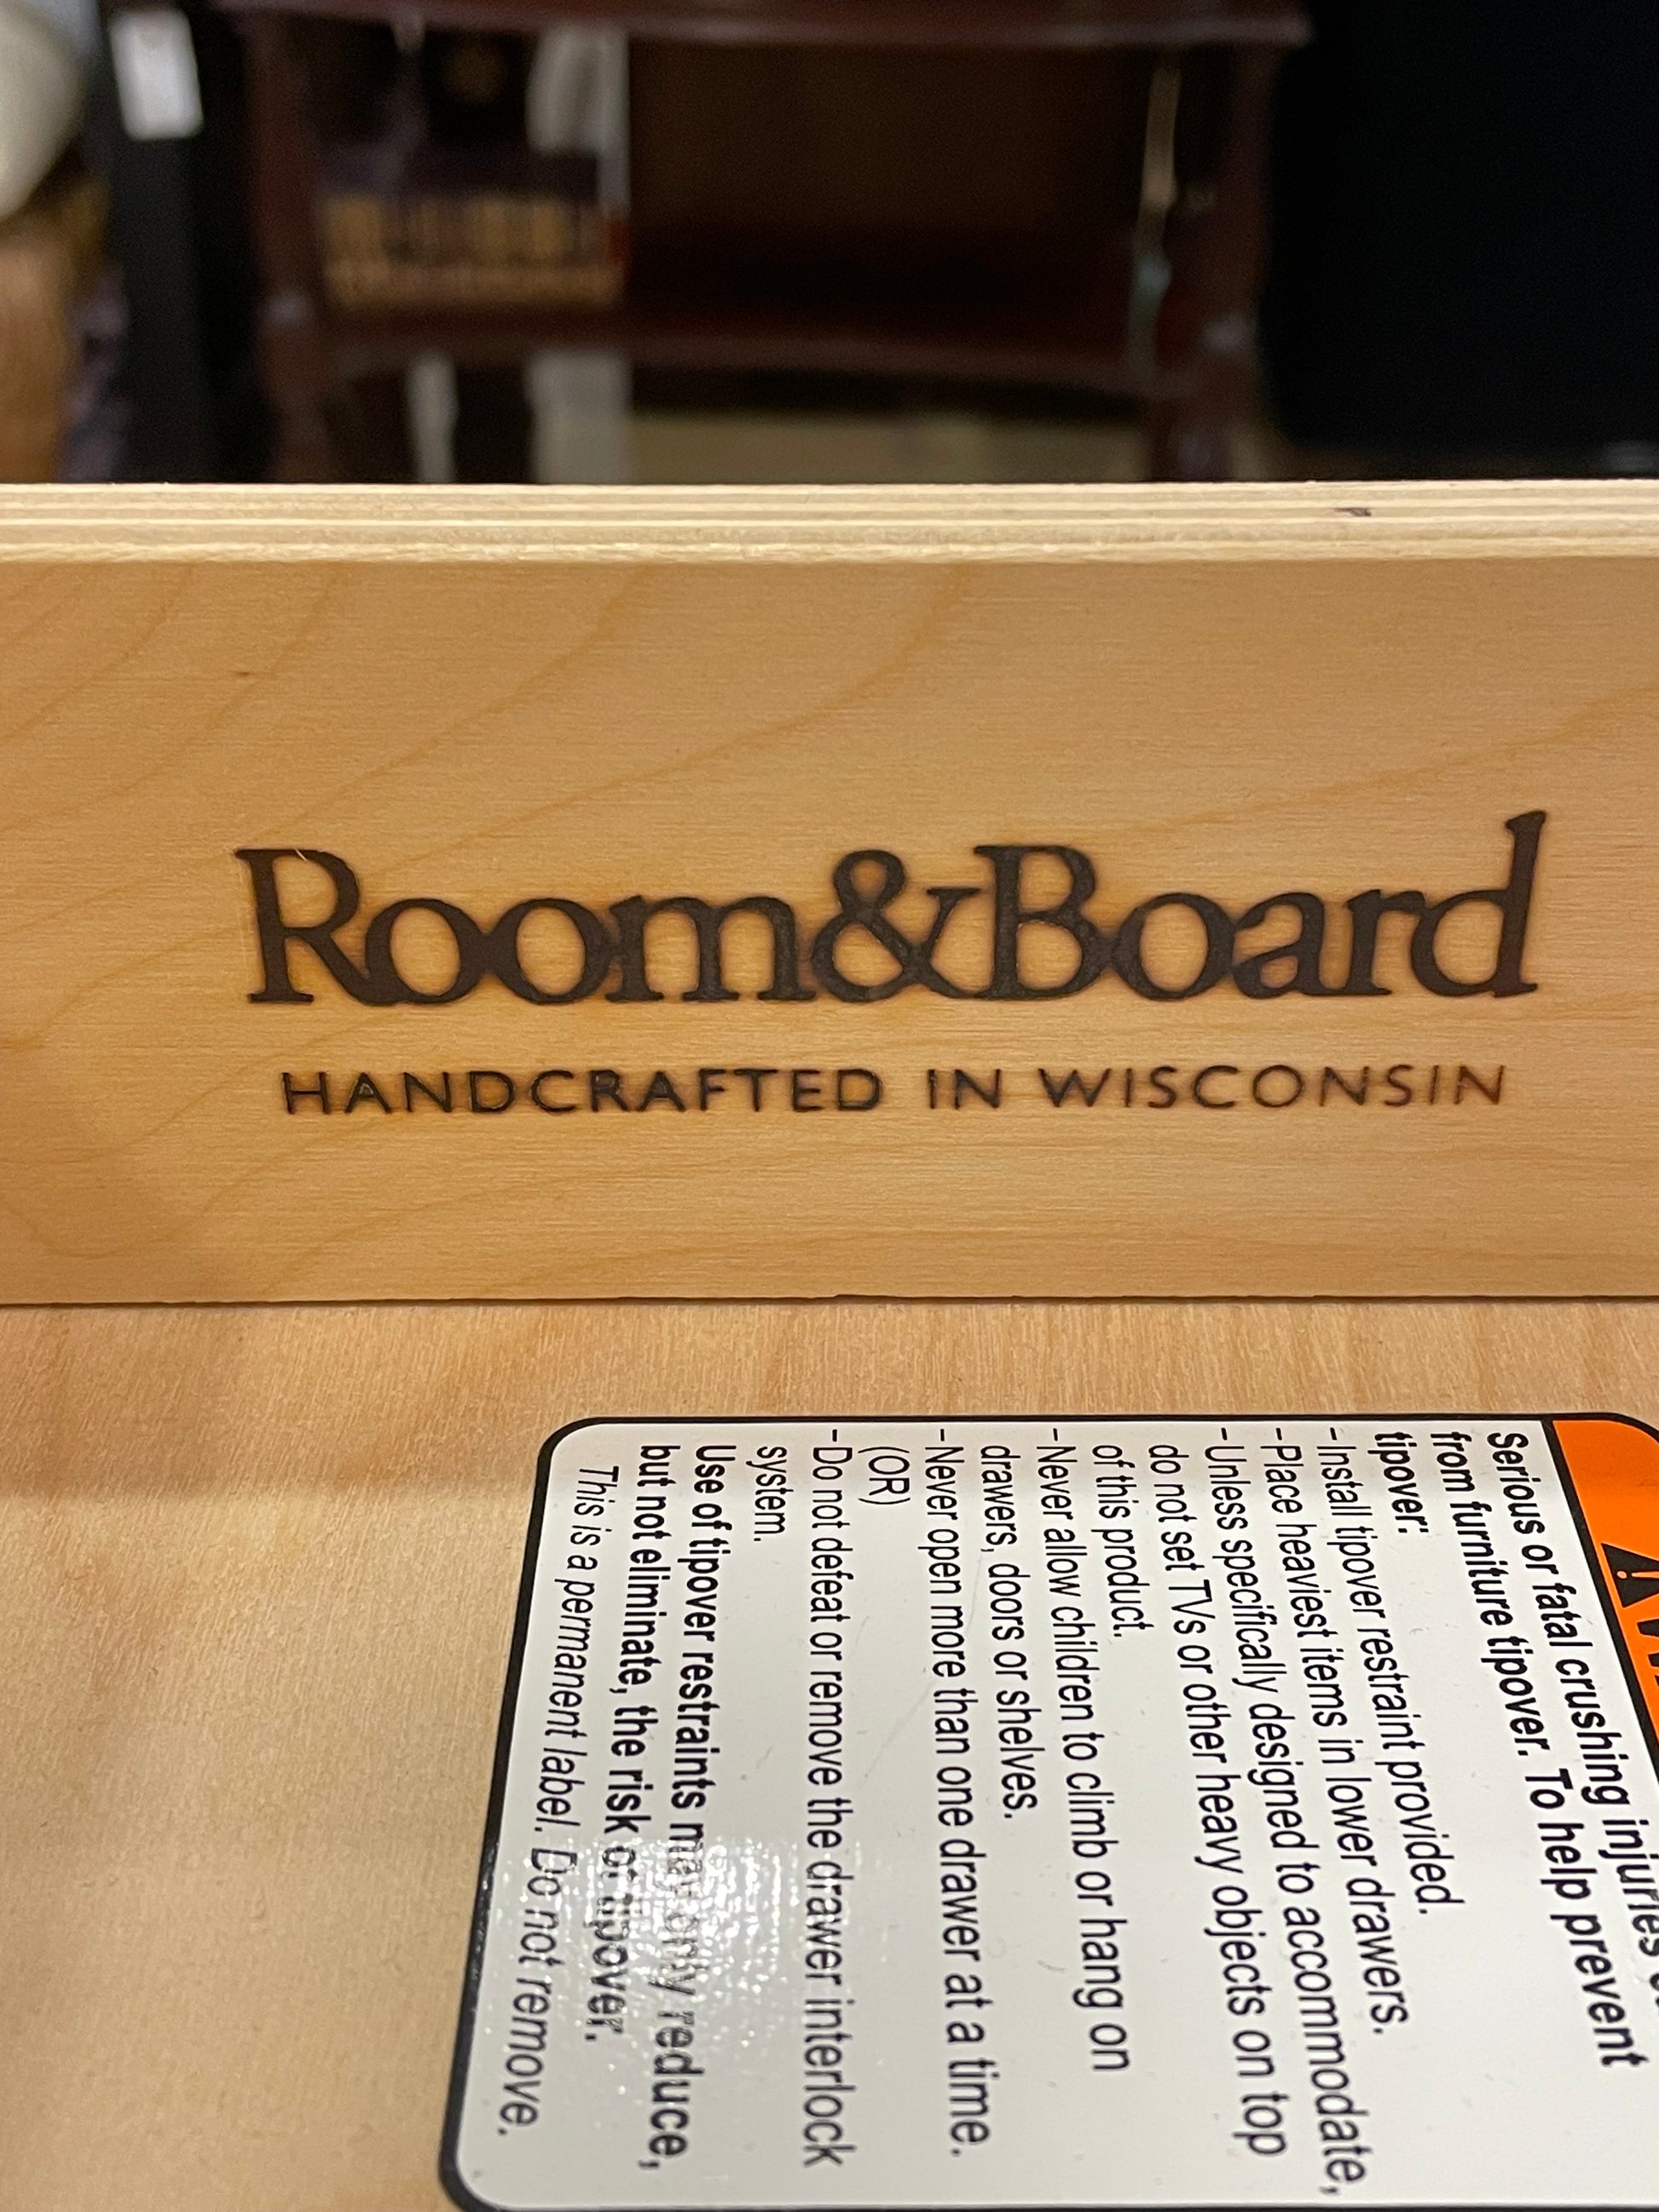 Room&Board
HANDCRAFTED IN WISCONSIN
Serious or fatal crushing injuries
from furniture tipover. To help prevent
tipover:
-Install tipover restraint provided.
-Place heaviest items in lower drawers.
-Unless specifically designed to accommodate,
do not set TVs or other heavy objects on top
of this product.
-Never allow children to climb or hang on
drawers, doors or shelves.
-Never open more than one drawer at a time.
(OR)
-Do not defeat or remove the drawer interlock
system.
Use of tipover restraints may only reduce,
but not eliminate, the risk of tipover.
This is a permanent label. Do not remove.